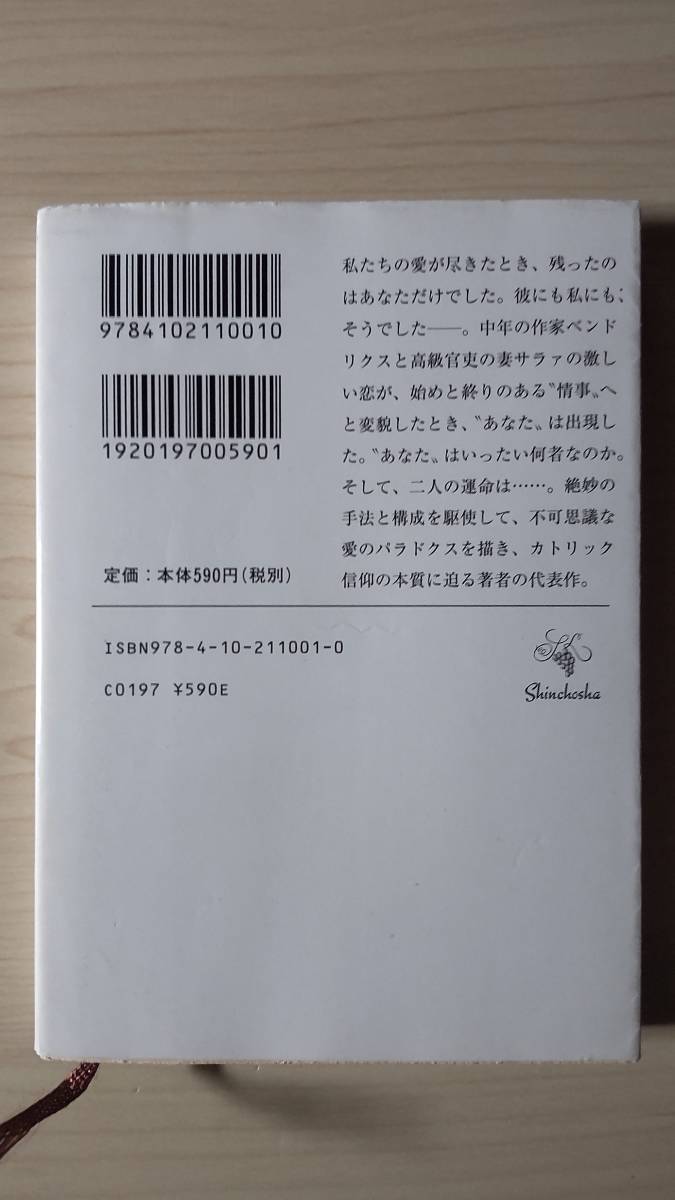 9784102110010
1920197005901
定価：本体590円（税別）
私たちの愛が尽きたとき、残ったの
はあなただけでした。彼にも私にも、
そうでした――。中年の作家ベンド
リクスと高級官吏の妻サラァの激し
い恋が、始めと終りのある〝情事〟へ
と変貌したとき、〝あなた〟は出現し
た。〝あなた〟はいったい何者なのか。
そして、二人の運命は……。絶妙の
手法と構成を駆使して、不可思議な
愛のパラドクスを描き、カトリック
信仰の本質に迫る著者の代表作。
ISBN978-4-10-211001-0
C0197 ¥590E
Shinchosha